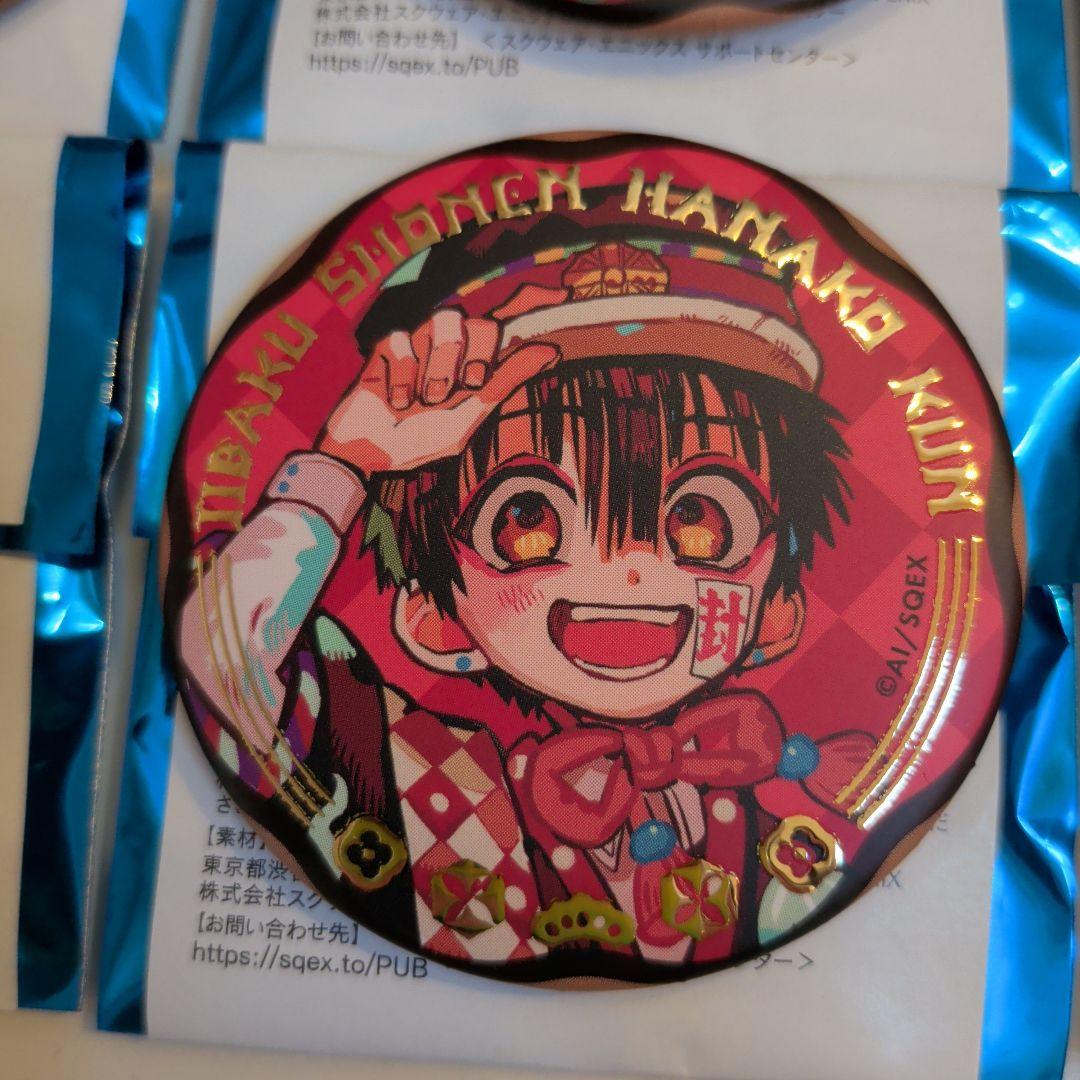 株式会社スクウェア・エニッ
【お問い合わせ先】 <スクウェア・エニックス サポートセンター>
https://sqex.to/PUB
JIBAKU SHONEN HANAKO KUN
封
©AI/SQEX
【素材】
東京都渋谷
株式会社スク
【お問い合わせ先】
ター>
https://sqex.to/PUB